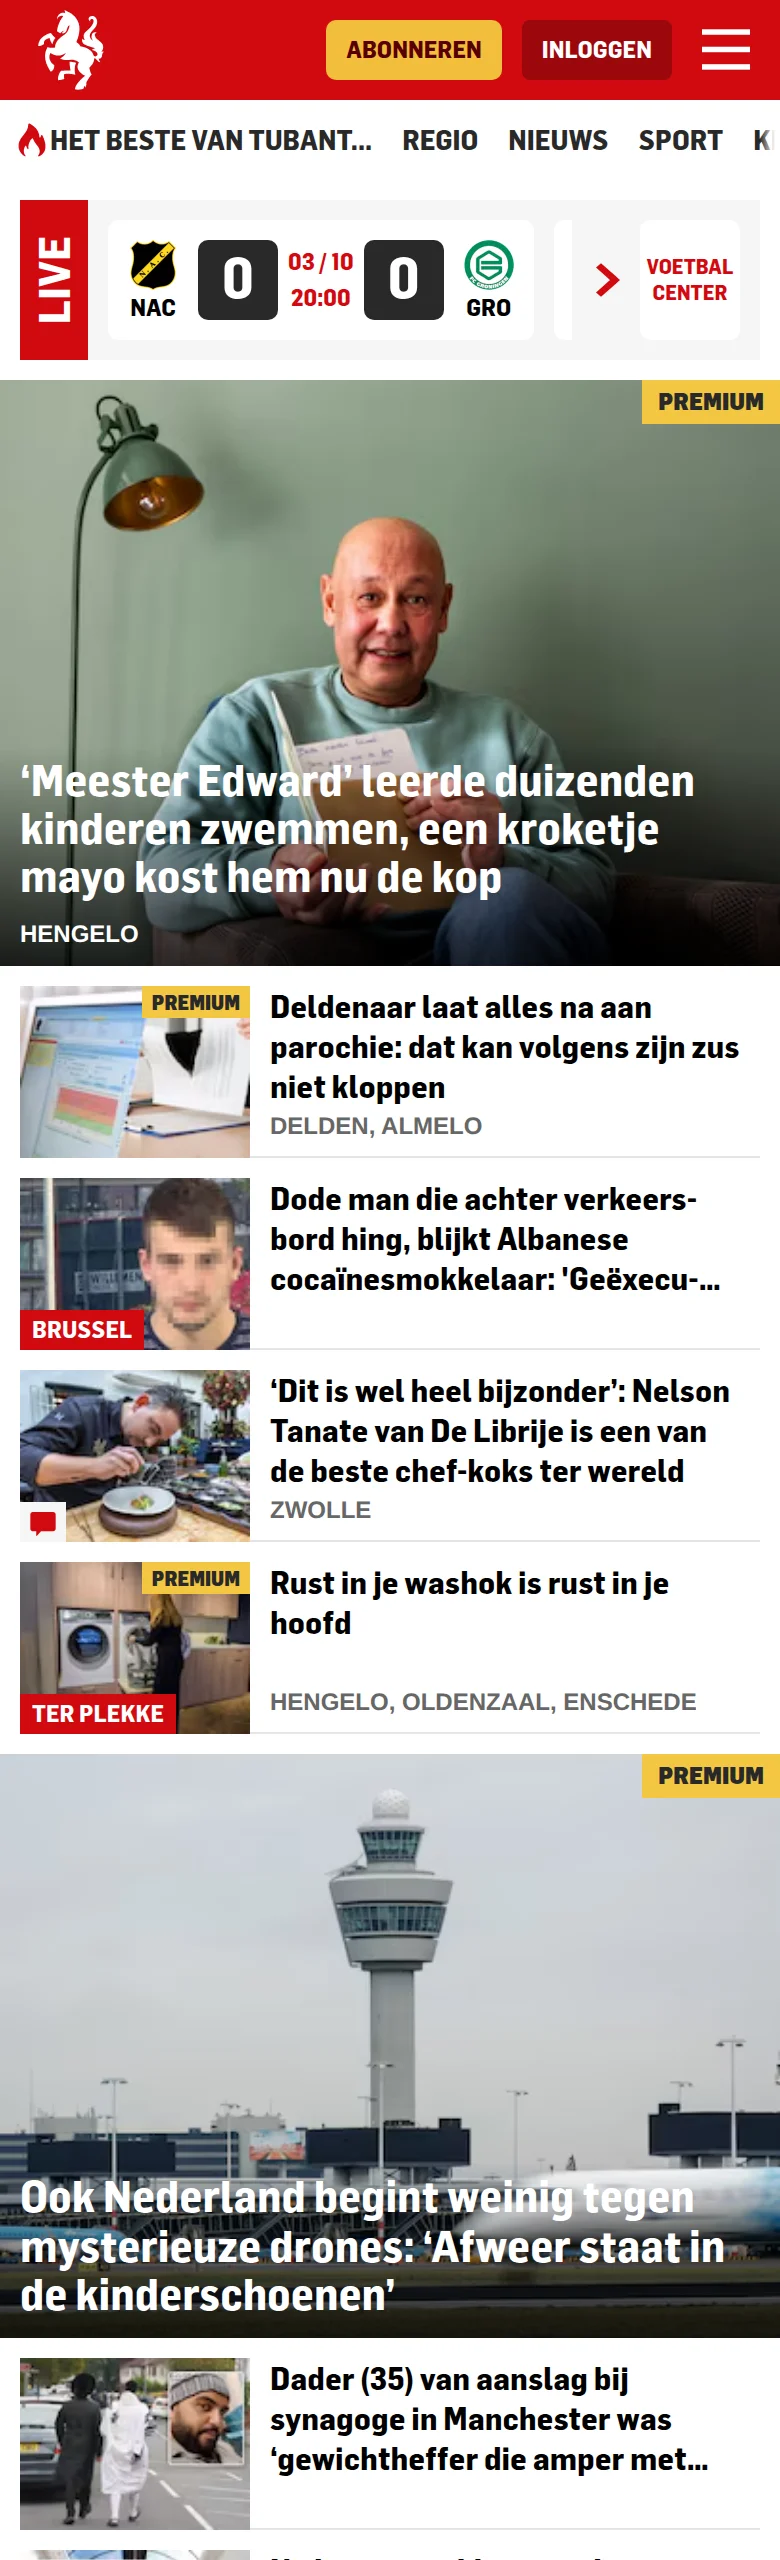 ABONNEREN
INLOGGEN
HET BESTE VAN TUBANT...
REGIO
NIEUWS
SPORT
LIVE
NAC
0
03 / 10
20:00
0
GRO
VOETBAL
CENTER
PREMIUM
‘Meester Edward’ leerde duizenden
kinderen zwemmen, een kroketje
mayo kost hem nu de kop
HENGELO
PREMIUM
Deldenaar laat alles na aan
parochie: dat kan volgens zijn zus
niet kloppen
DELDEN, ALMELO
BRUSSEL
Dode man die achter verkeers-
bord hing, blijkt Albanese
cocaïnesmokkelaar: 'Geëxecu-...
‘Dit is wel heel bijzonder’: Nelson
Tanate van De Librije is een van
de beste chef-koks ter wereld
ZWOLLE
PREMIUM
TER PLEKKE
Rust in je washok is rust in je
hoofd
HENGELO, OLDENZAAL, ENSCHEDE
PREMIUM
Ook Nederland begint weinig tegen
mysterieuze drones: ‘Afweer staat in
de kinderschoenen’
Dader (35) van aanslag bij
synagoge in Manchester was
‘gewichtheffer die amper met...